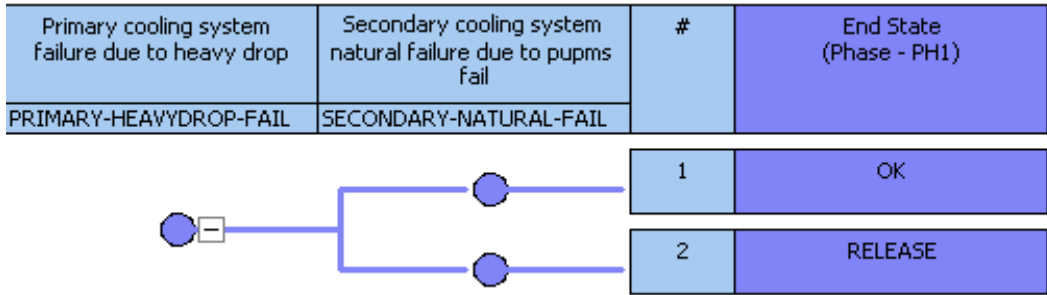 Primary cooling system
failure due to heavy drop
Secondary cooling system
natural failure due to pupms
fail
#
End State
(Phase - PH1)
PRIMARY-HEAVYDROP-FAIL
SECONDARY-NATURAL-FAIL
1
OK
2
RELEASE